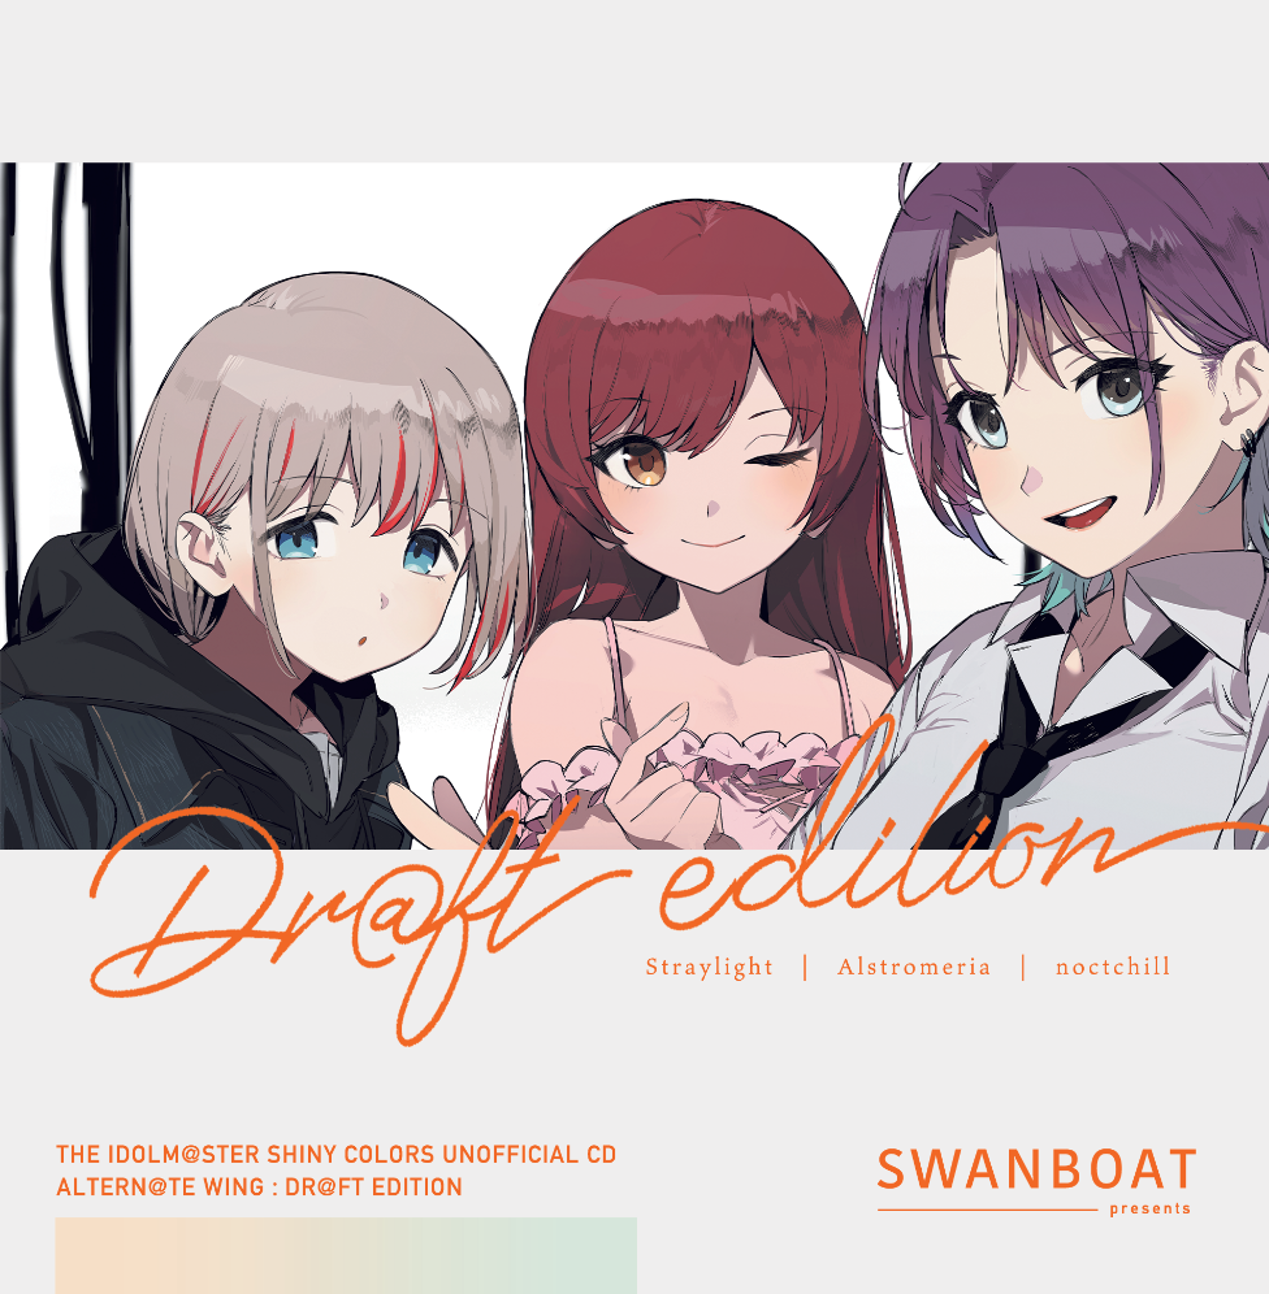 Dr@ft edition
Straylight | Alstromeria | noctchill
THE IDOLM@STER SHINY COLORS UNOFFICIAL CD
ALTERN@TE WING : DR@FT EDITION
SWANBOAT
presents